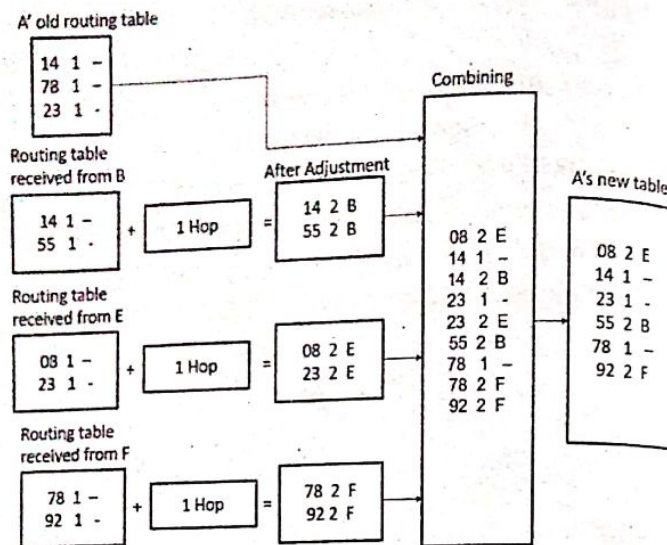 A' old routing table
14 1 –
78 1 –
23 1 -
Routing table
received from B
14 1 –
55 1 -
+
1 Hop
=
After Adjustment
14 2 B
55 2 B
Routing table
received from E
08 1 –
23 1 -
+
1 Hop
=
08 2 E
23 2 E
Routing table
received from F
78 1 –
92 1 -
+
1 Hop
=
78 2 F
92 2 F
Combining
08 2 E
14 1 –
14 2 B
23 1 -
23 2 E
55 2 B
78 1 –
78 2 F
92 2 F
A's new table
08 2 E
14 1 –
23 1 -
55 2 B
78 1 –
92 2 F